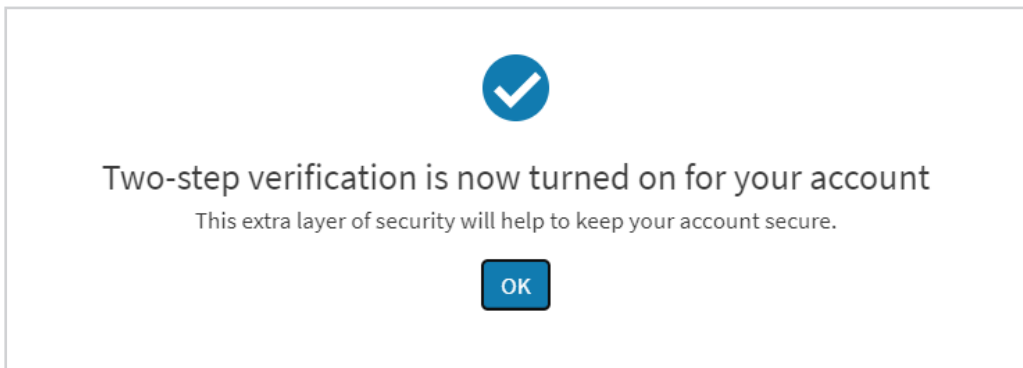 Two-step verification is now turned on for your account
This extra layer of security will help to keep your account secure.
OK